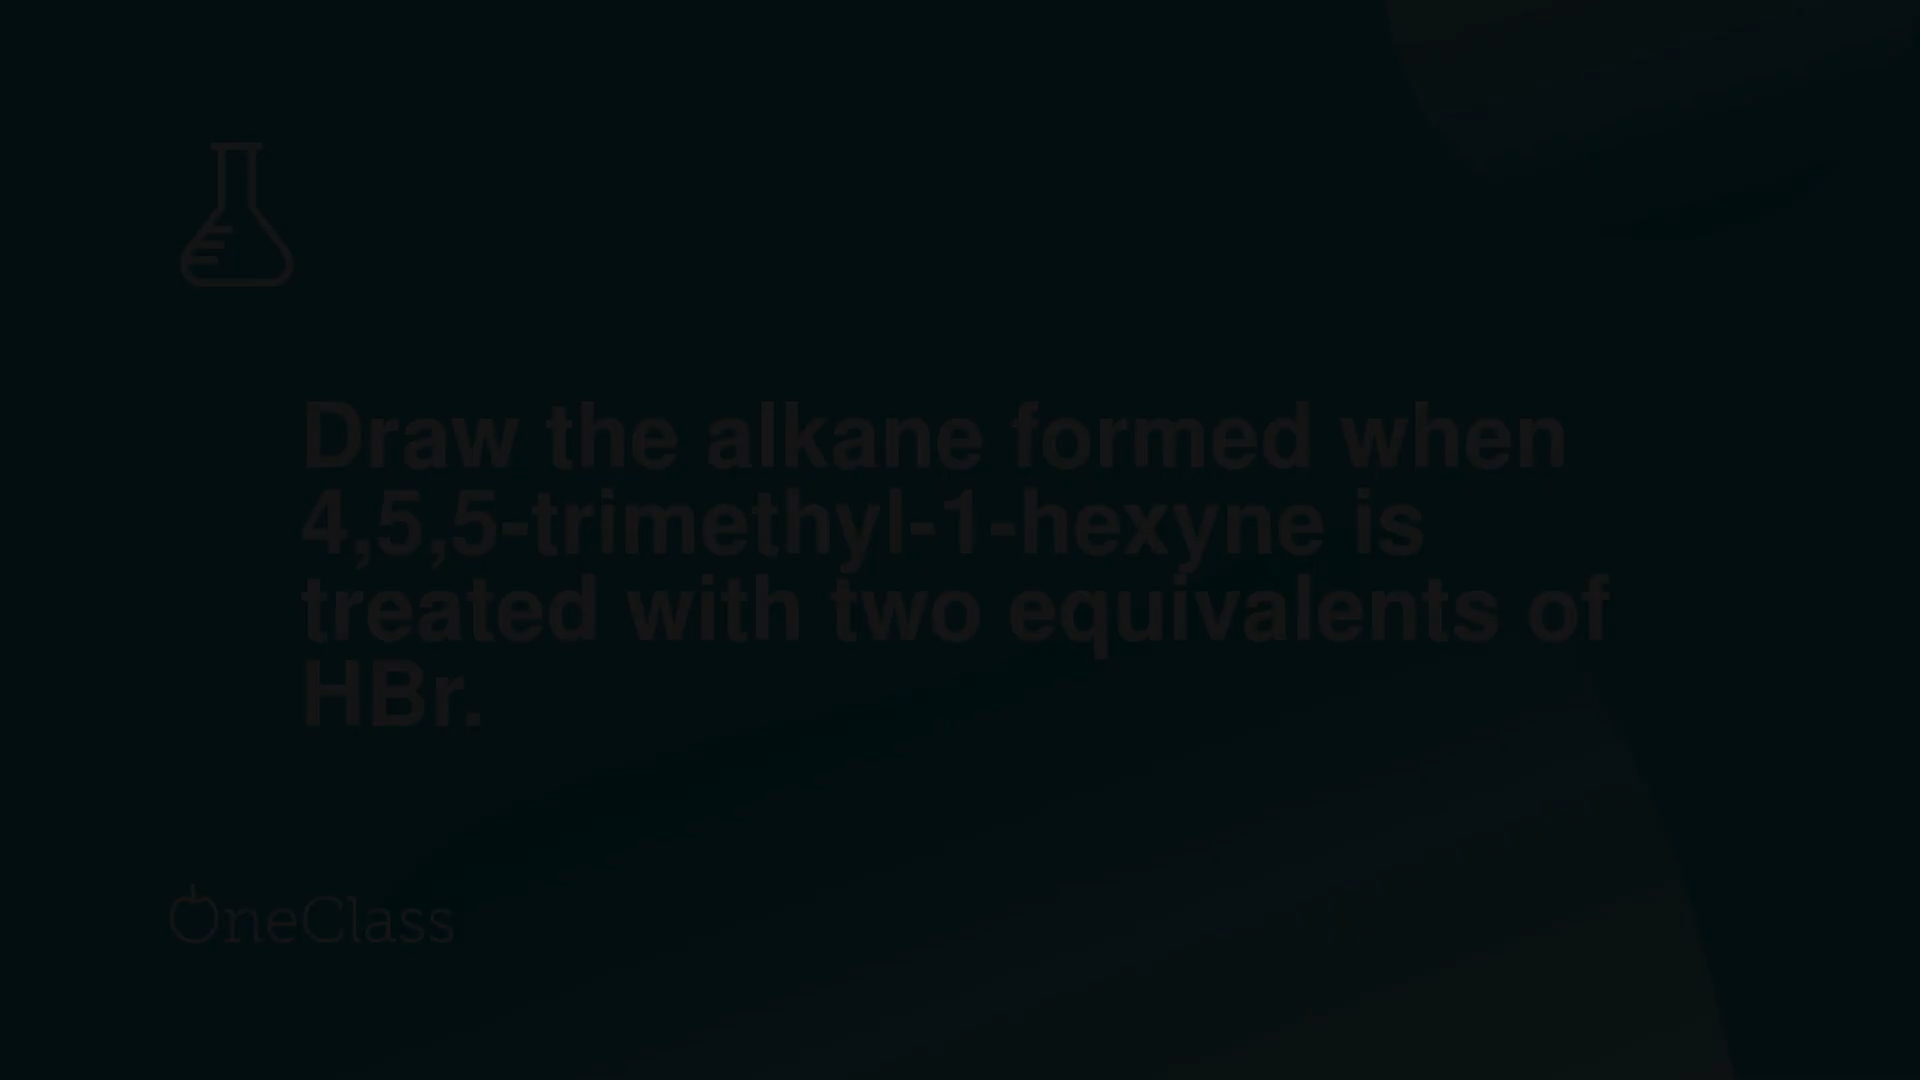 Draw the alkane formed when
4,5,5-trimethyl-1-hexyne is
treated with two equivalents of
HBr.
OneClass